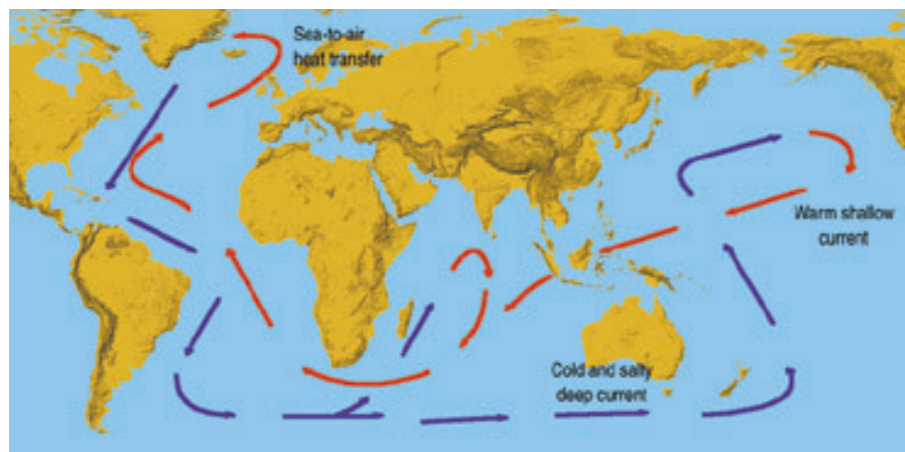 Sea-to-air
heat transfer
Warm shallow
current
Cold and salty
deep current